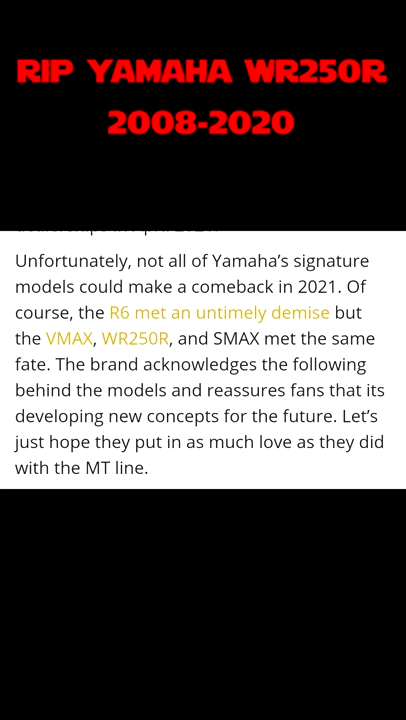 RIP YAMAHA WR250R
2008-2020
Unfortunately, not all of Yamaha’s signature
models could make a comeback in 2021. Of
course, the R6 met an untimely demise but
the VMAX, WR250R, and SMAX met the same
fate. The brand acknowledges the following
behind the models and reassures fans that its
developing new concepts for the future. Let’s
just hope they put in as much love as they did
with the MT line.